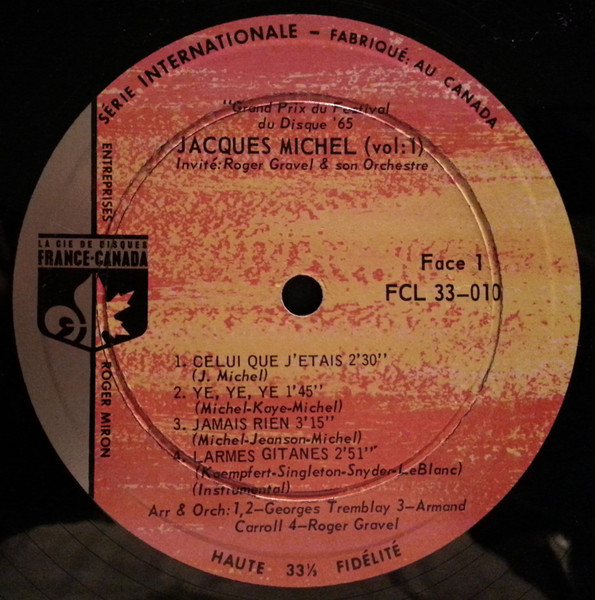 SÉRIE INTERNATIONALE - FABRIQUÉ: AU CANADA
"Grand Prix du Festival
du Disque '65
JACQUES MICHEL (vol:1)
Invité:Roger Gravel & son Orchestre
ENTREPRISES
LA CIE DE DISQUES
FRANCE-CANADA
ROGER MIRON
Face 1
FCL 33-010
1. CELUI QUE J'ETAIS 2'30"
(J. Michel)
2. YE, YE, YE 1'45"
(Michel-Kaye-Michel)
3. JAMAIS RIEN 3'15"
(Michel-Jeanson-Michel)
4. LARMES GITANES 2'51"
(Kaempfert-Singleton-Snyder-LeBlanc)
(Instrumental)
Arr & Orch: 1,2-Georges Tremblay 3-Armand
Carroll 4-Roger Gravel
HAUTE 33⅓ FIDÉLITÉ